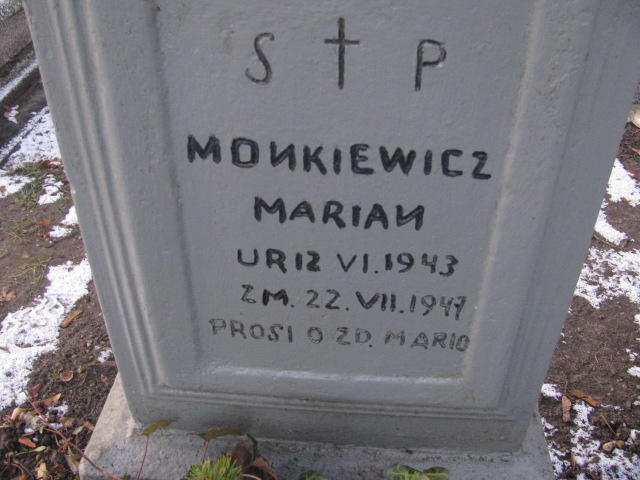 S † P
MONKIEWICZ
MARIAN
UR 12 VI. 1943
ZM. 22. VII. 1947
PROSI O ZD. MARIO